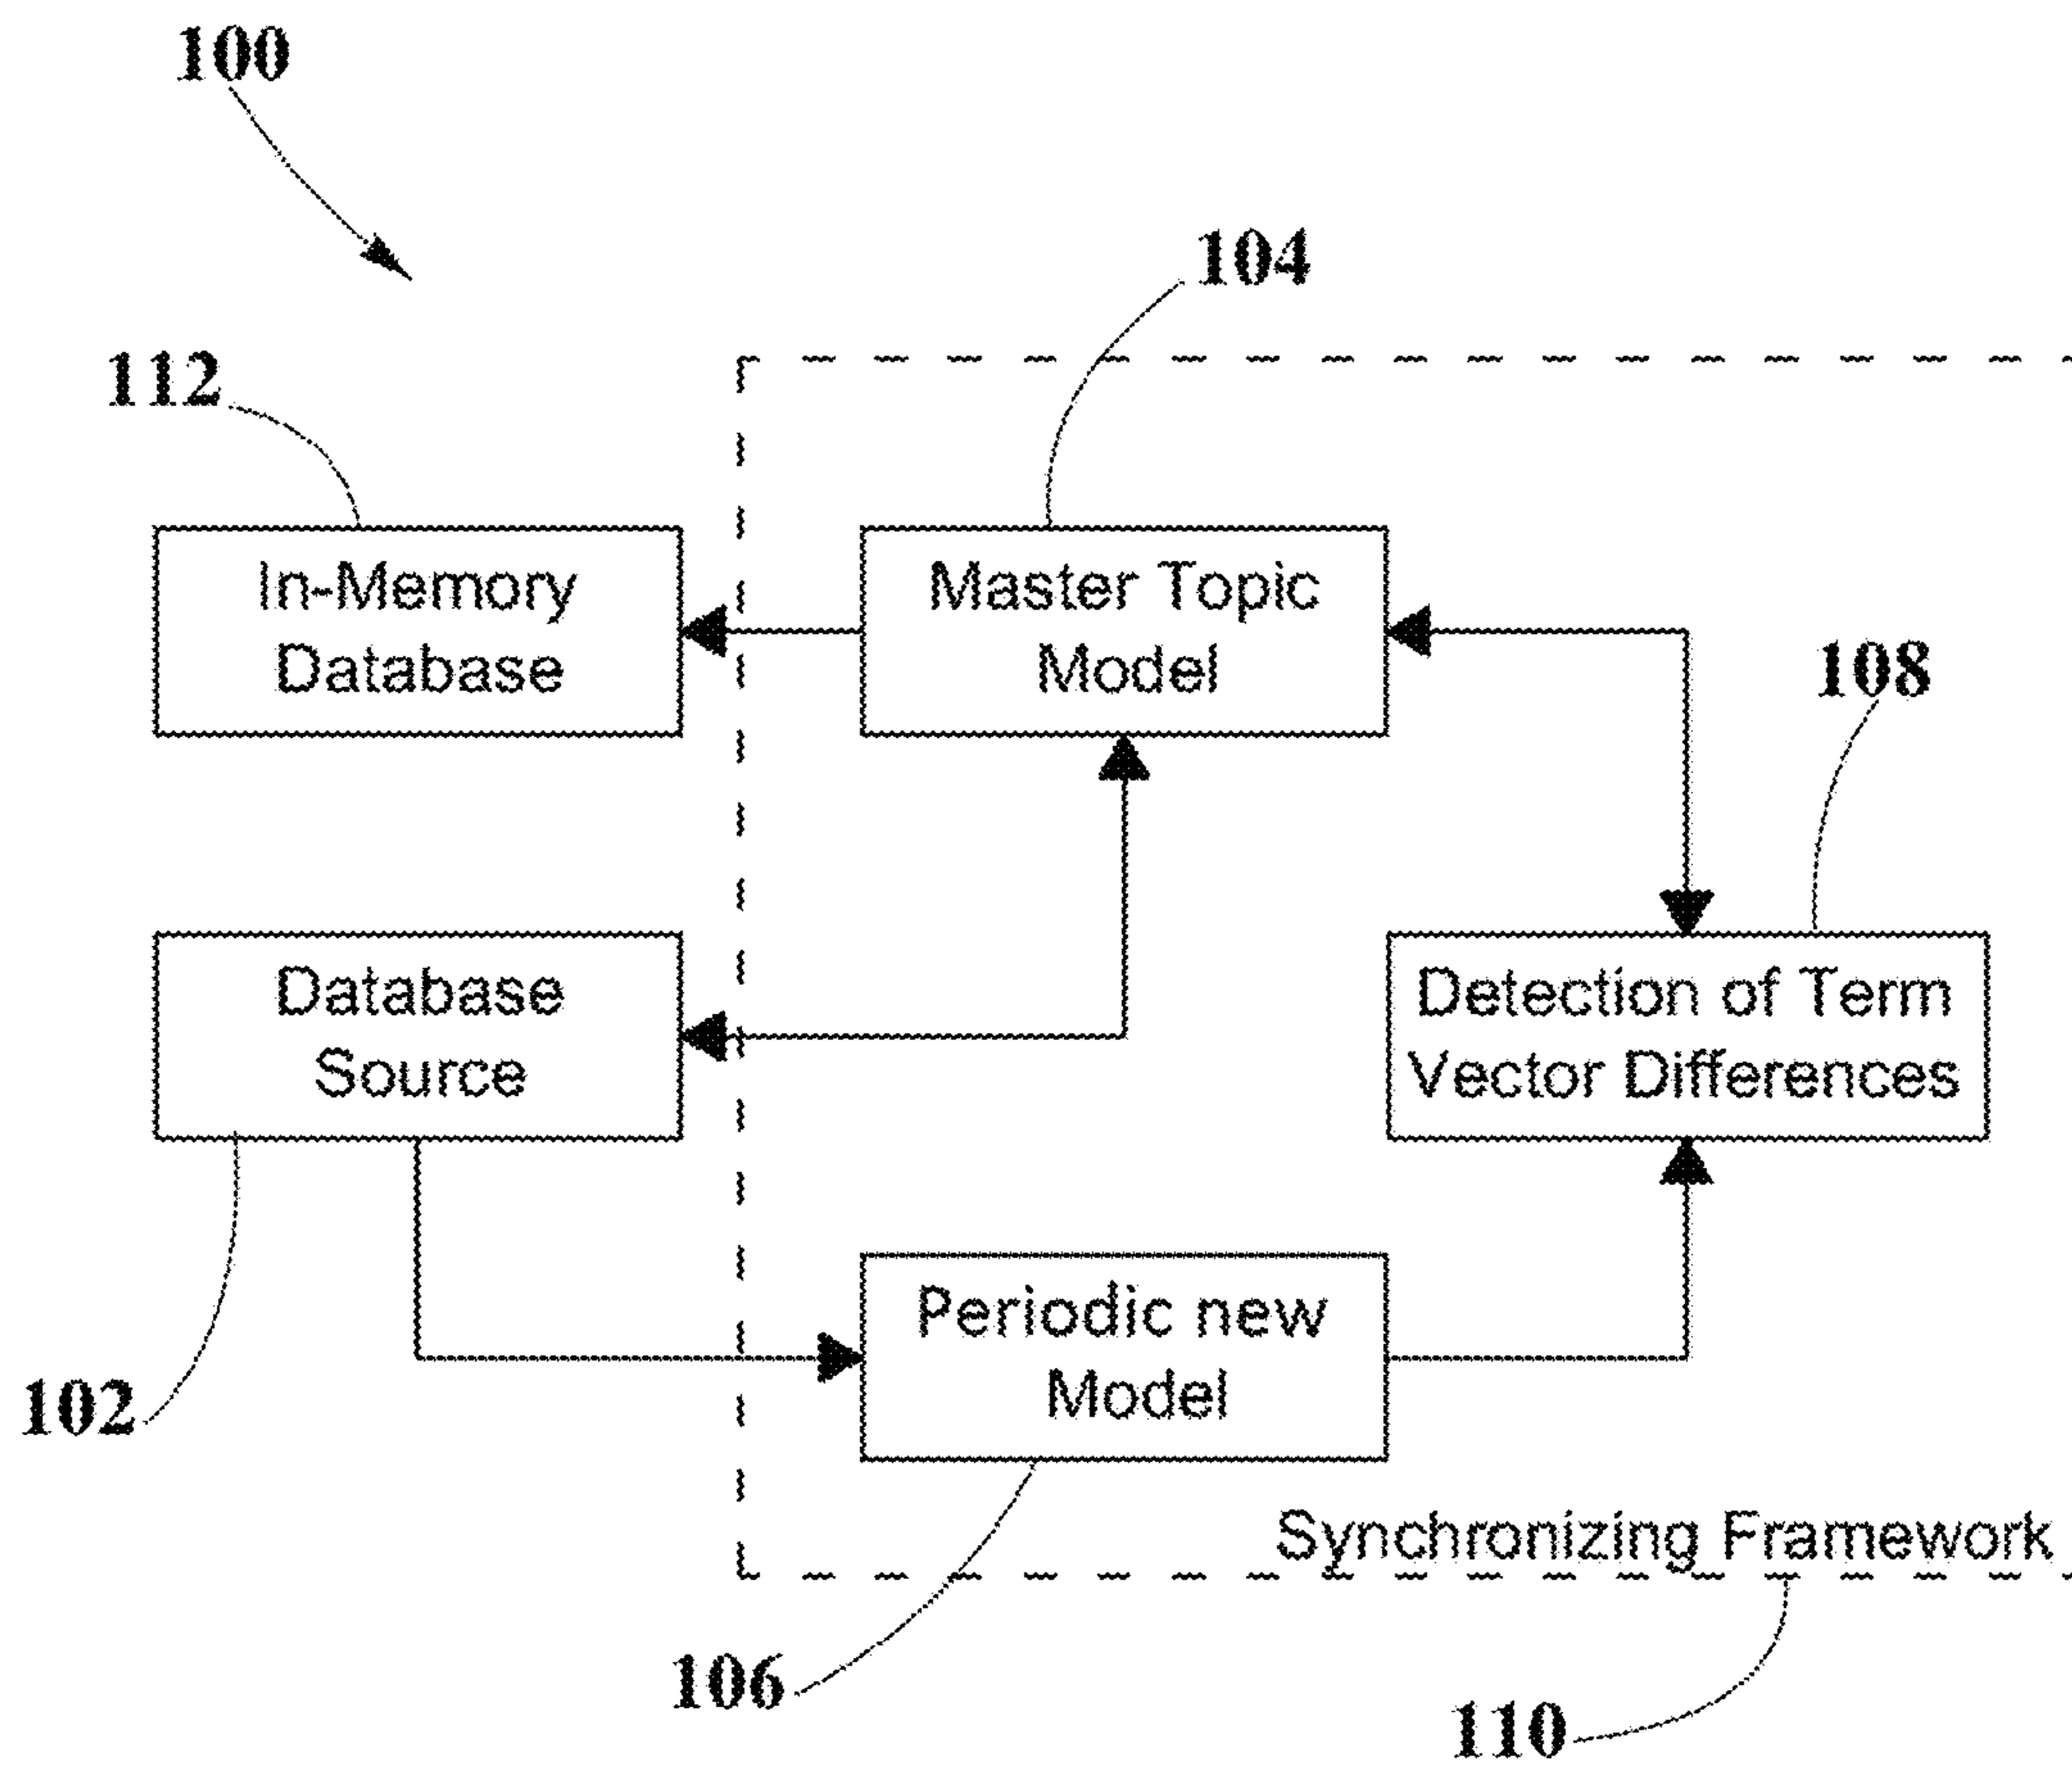 100
104
112
In-Memory
Database
Master Topic
Model
108
Database
Source
Detection of Term
Vector Differences
Periodic new
Model
102
Synchronizing Framework
106
110